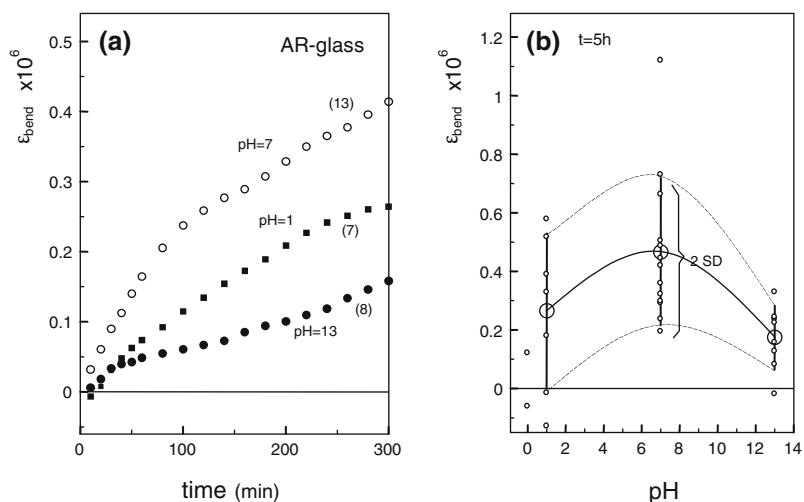 (a)
AR-glass
ε_bend x10^6
0.5
0.4
0.3
0.2
0.1
0
(13)
pH=7
pH=1
(7)
pH=13
(8)
0 100 200 300
time (min)
(b)
t=5h
ε_bend x10^6
1.2
1
0.8
0.6
0.4
0.2
0
2 SD
0 2 4 6 8 10 12 14
pH